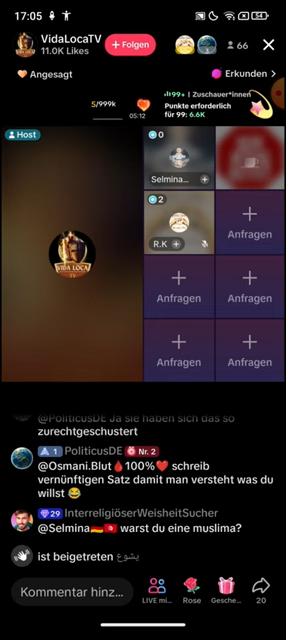 17:05
54
VidaLocaTV
11.0K Likes
+ Folgen
66
Angesagt
Erkunden >
5/999k
05:12
99+ | Zuschauer*innen
Punkte erforderlich
für 99: 6.6K
Host
0
Selmina...
VIDA LOCA
TV
2
R.K
Anfragen
Anfragen
Anfragen
Anfragen
Anfragen
Anfragen
@PoliticusDE Ja sie haben sich das so
zurechtgeschustert
1 PoliticusDE Nr. 2
@Osmani.Blut🩸100%❤️ schreib
vernünftigen Satz damit man versteht was du
willst 😂
29 InterreligiöserWeisheitSucher
@Selmina🇩🇪🇹🇳 warst du eine muslima?
ist beigetreten يشوع
Kommentar hinz...
LIVE mi...
Rose
Gesche...
20